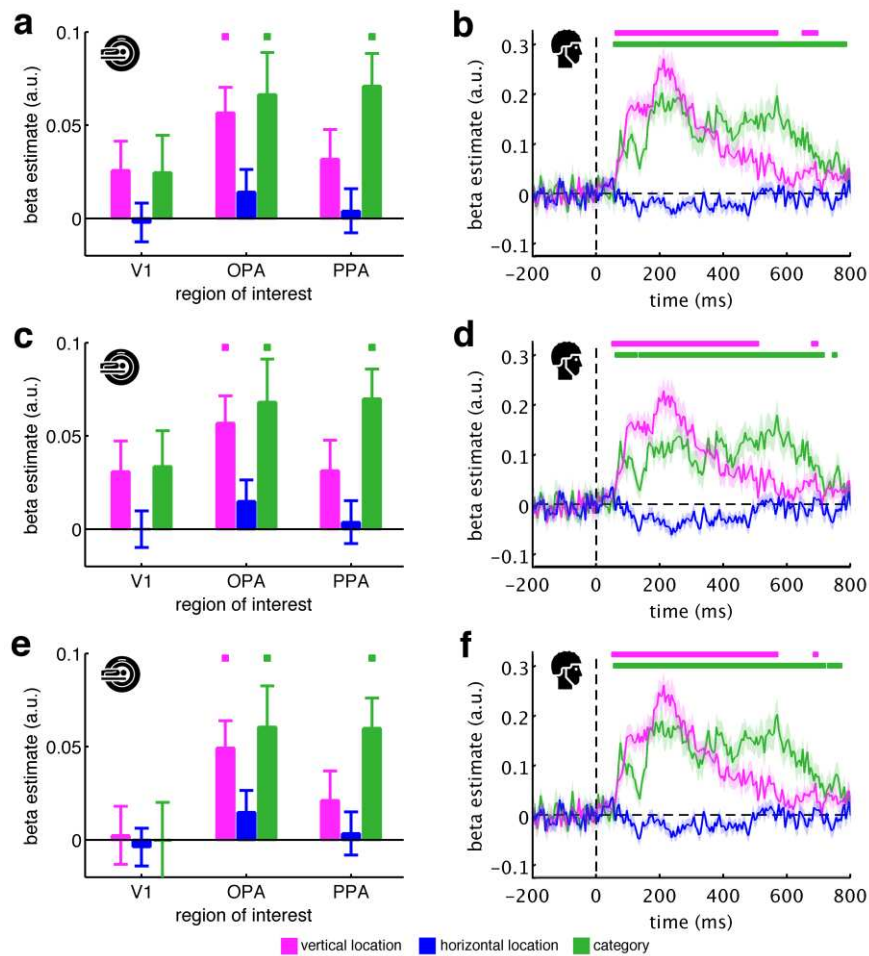 a
0.1
0.05
0
beta estimate (a.u.)
V1 OPA PPA
region of interest
b
0.3
0.2
0.1
0
−0.1
beta estimate (a.u.)
-200 0 200 400 600 800
time (ms)
c
0.1
0.05
0
beta estimate (a.u.)
V1 OPA PPA
region of interest
d
0.3
0.2
0.1
0
−0.1
beta estimate (a.u.)
-200 0 200 400 600 800
time (ms)
e
0.1
0.05
0
beta estimate (a.u.)
V1 OPA PPA
region of interest
f
0.3
0.2
0.1
0
−0.1
beta estimate (a.u.)
-200 0 200 400 600 800
time (ms)
vertical location horizontal location category